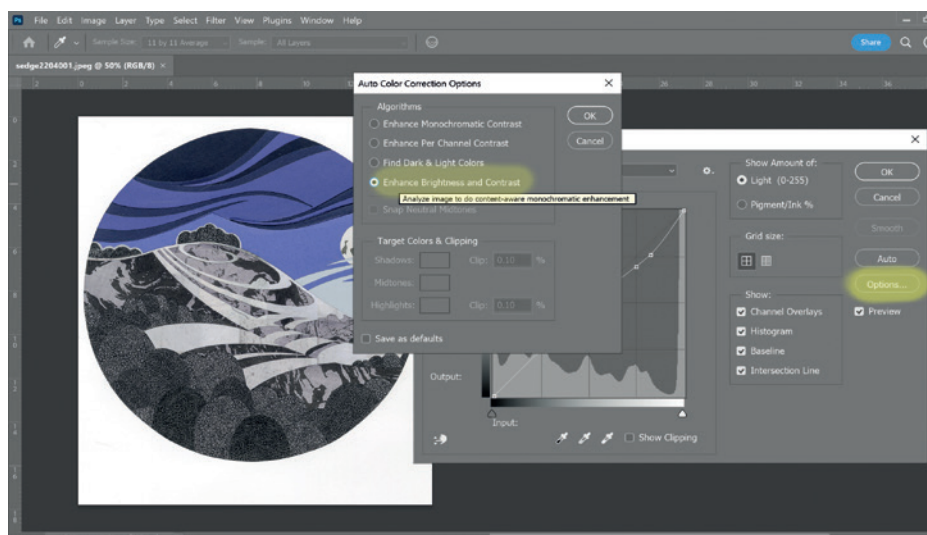 Ps File Edit Image Layer Type Select Filter View Plugins Window Help
Sample Size: 11 by 11 Average Sample: All Layers
Share
sedge2204001.jpeg @ 50% (RGB/8) ×
Auto Color Correction Options
Algorithms
Enhance Monochromatic Contrast
Enhance Per Channel Contrast
Find Dark & Light Colors
Enhance Brightness and Contrast
Analyze image to do content-aware monochromatic enhancement
Snap Neutral Midtones
OK
Cancel
Target Colors & Clipping
Shadows: Clip: 0.10 %
Midtones:
Highlights: Clip: 0.10 %
Save as defaults
Show Amount of:
Light (0-255)
Pigment/Ink %
Grid size:
Show:
Channel Overlays
Histogram
Baseline
Intersection Line
OK
Cancel
Smooth
Auto
Options...
Preview
Output:
Input:
Show Clipping